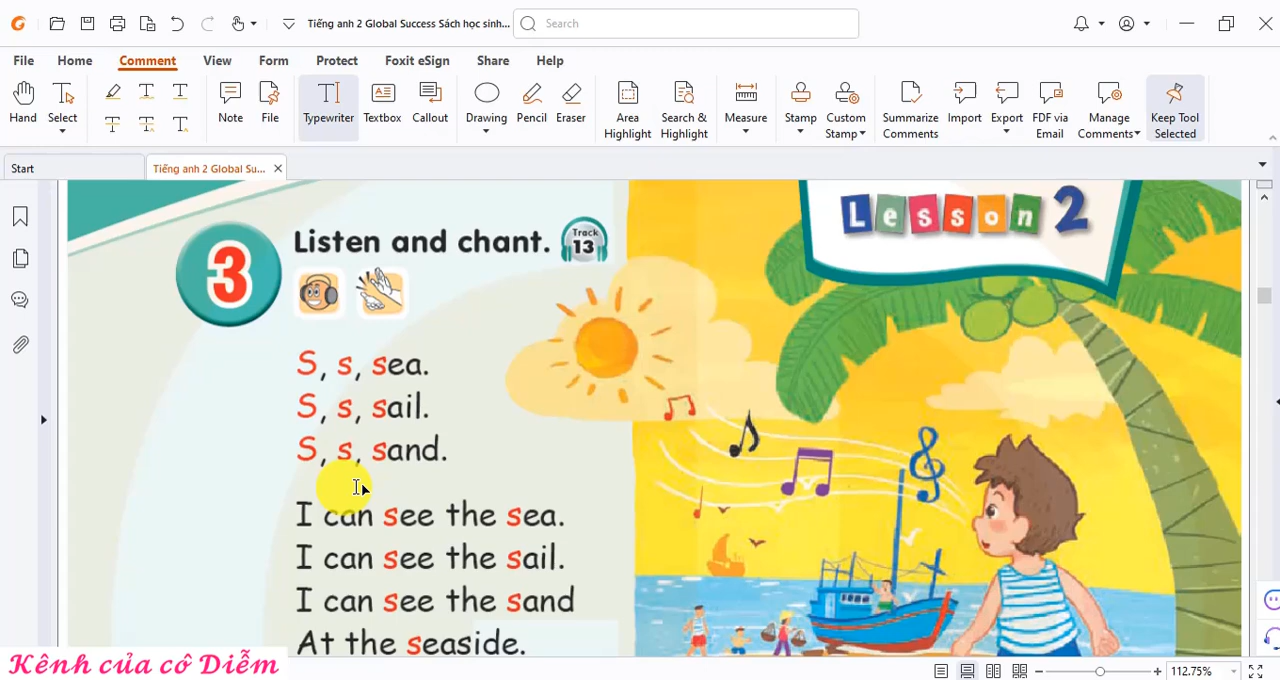 Tiếng anh 2 Global Success Sách học sinh...
Search
File Home Comment View Form Protect Foxit eSign Share Help
Hand Select Note File Typewriter Textbox Callout Drawing Pencil Eraser Area Highlight Search & Highlight Measure Stamp Custom Stamp Summarize Comments Import Export FDF via Email Manage Comments Keep Tool Selected
Start Tiếng anh 2 Global Su...
Lesson 2
3 Listen and chant. Track 13
S, s, sea.
S, s, sail.
S, s, sand.
I can see the sea.
I can see the sail.
I can see the sand
At the seaside.
Kênh của cô Diễm
112.75%